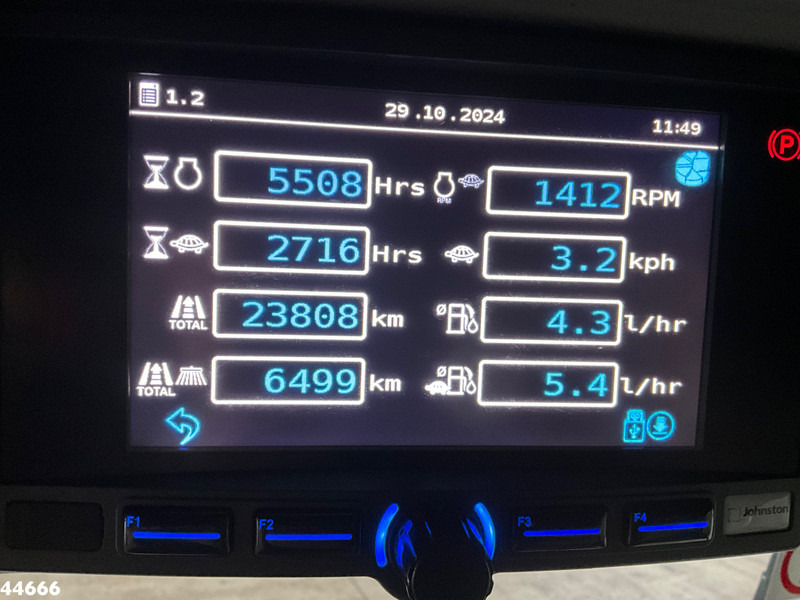 1.2 29.10.2024 11:49
5508 Hrs RPM 1412 RPM
2716 Hrs 3.2 kph
TOTAL 23808 km Ø 4.3 l/hr
TOTAL 6499 km Ø 5.4 l/hr
P
F1 F2 F3 F4 Johnston
44666